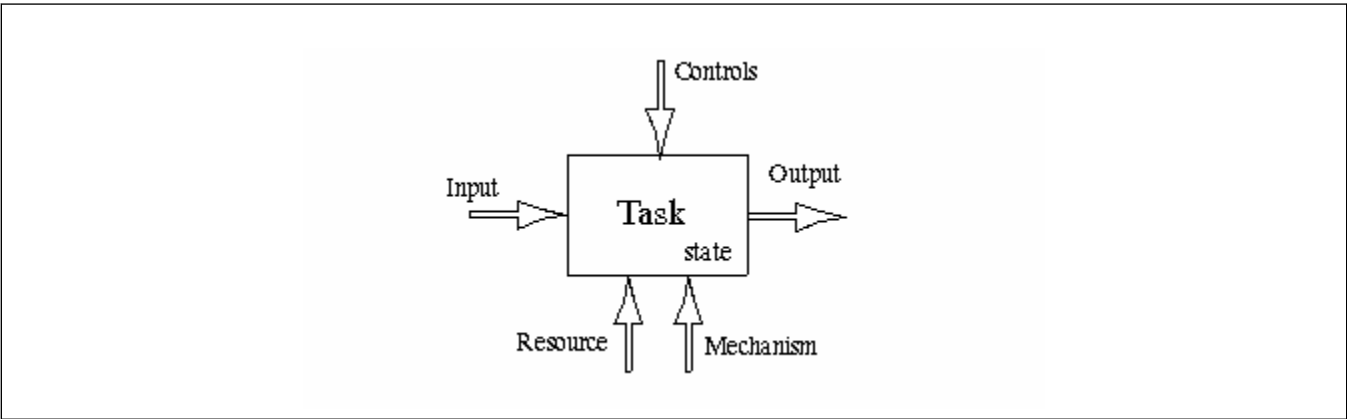 Controls
Input
Output
Task
state
Resource
Mechanism